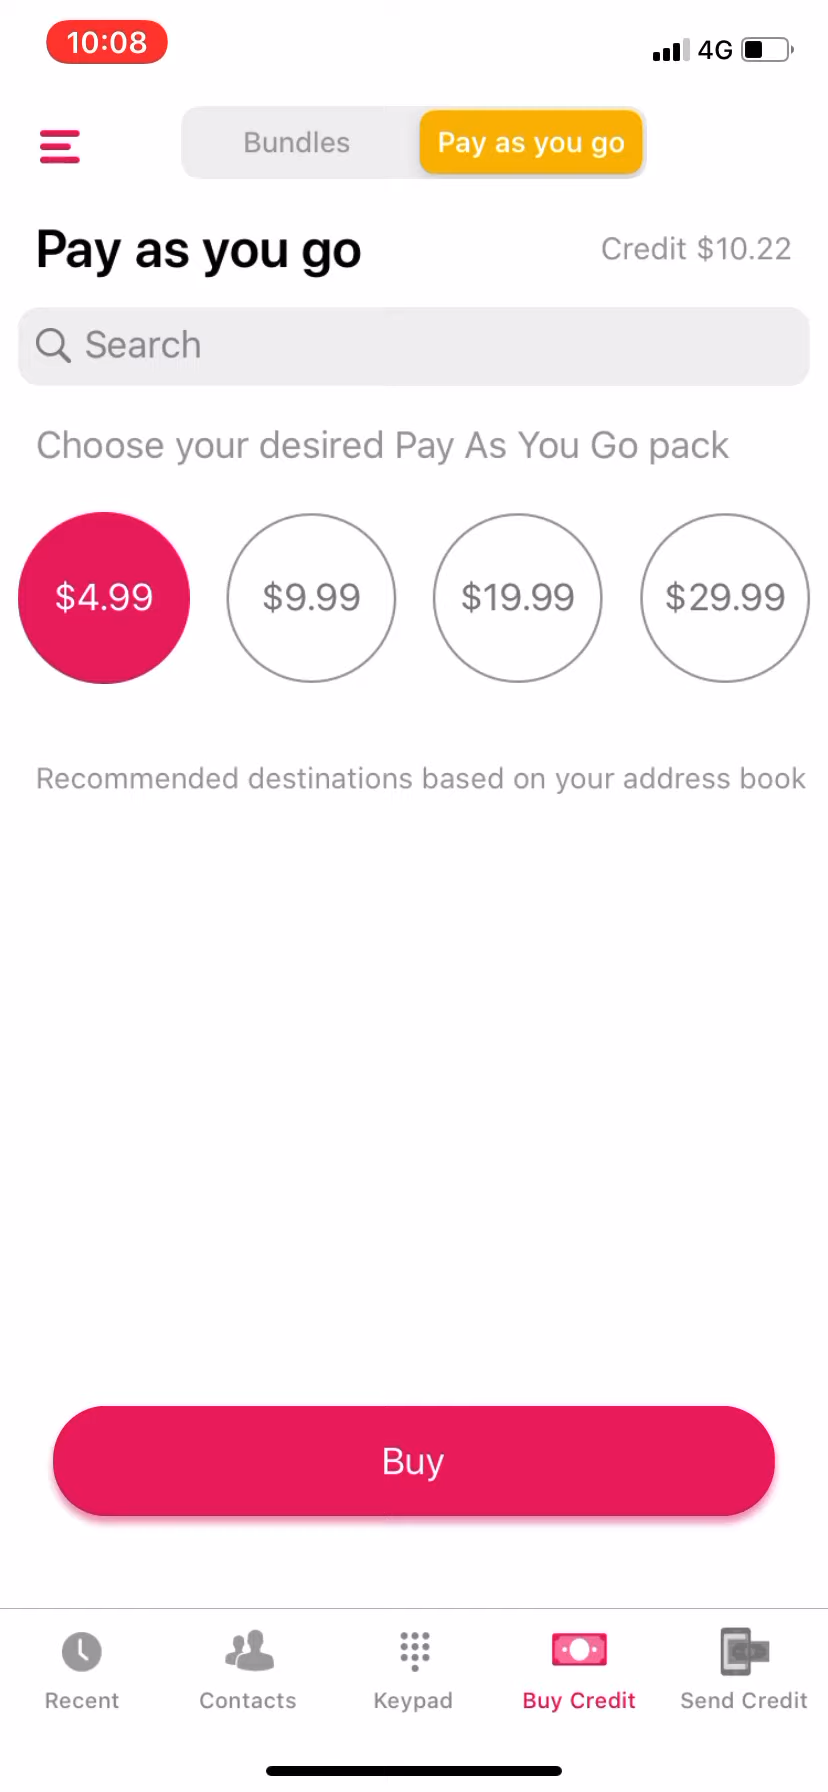 10:08
4G
Bundles
Pay as you go
Pay as you go
Credit $10.22
Search
Choose your desired Pay As You Go pack
$4.99
$9.99
$19.99
$29.99
Recommended destinations based on your address book
Buy
Recent
Contacts
Keypad
Buy Credit
Send Credit